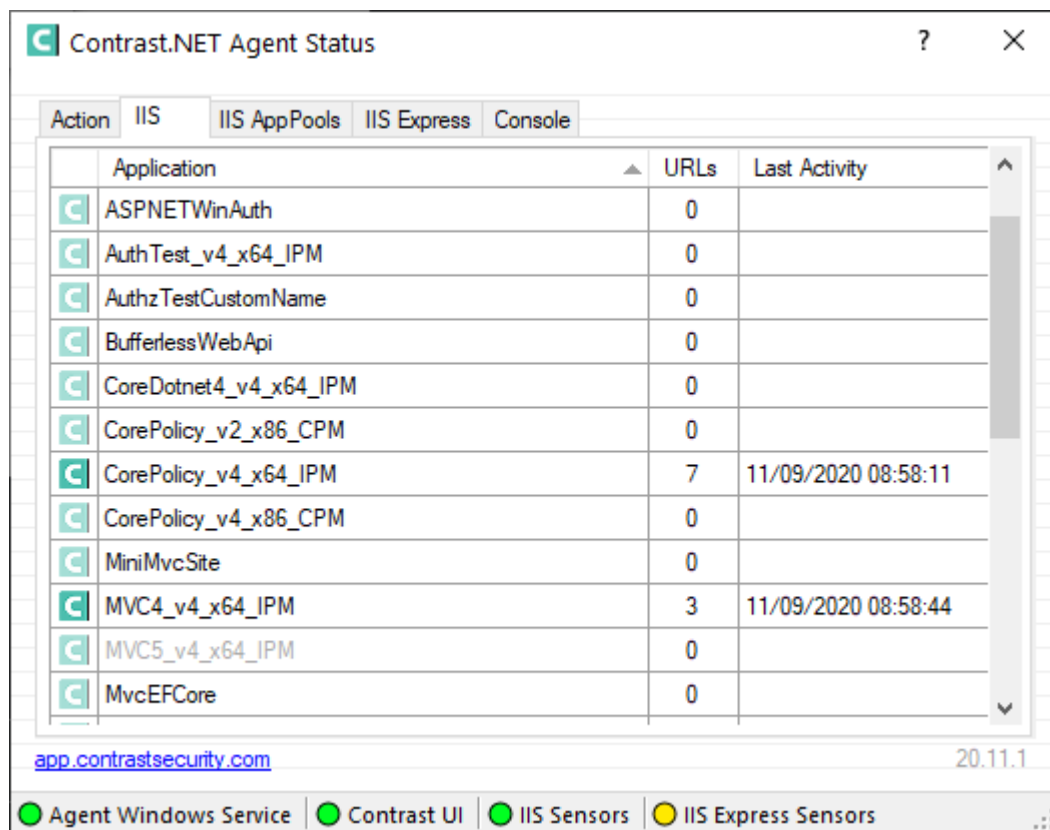 Contrast.NET Agent Status ?
Action IIS IIS AppPools IIS Express Console
Application URLs Last Activity
ASPNETWinAuth 0
AuthTest_v4_x64_IPM 0
AuthzTestCustomName 0
BufferlessWebApi 0
CoreDotnet4_v4_x64_IPM 0
CorePolicy_v2_x86_CPM 0
CorePolicy_v4_x64_IPM 7 11/09/2020 08:58:11
CorePolicy_v4_x86_CPM 0
MiniMvcSite 0
MVC4_v4_x64_IPM 3 11/09/2020 08:58:44
MVC5_v4_x64_IPM 0
MvcEFCore 0
app.contrastsecurity.com 20.11.1
Agent Windows Service Contrast UI IIS Sensors IIS Express Sensors